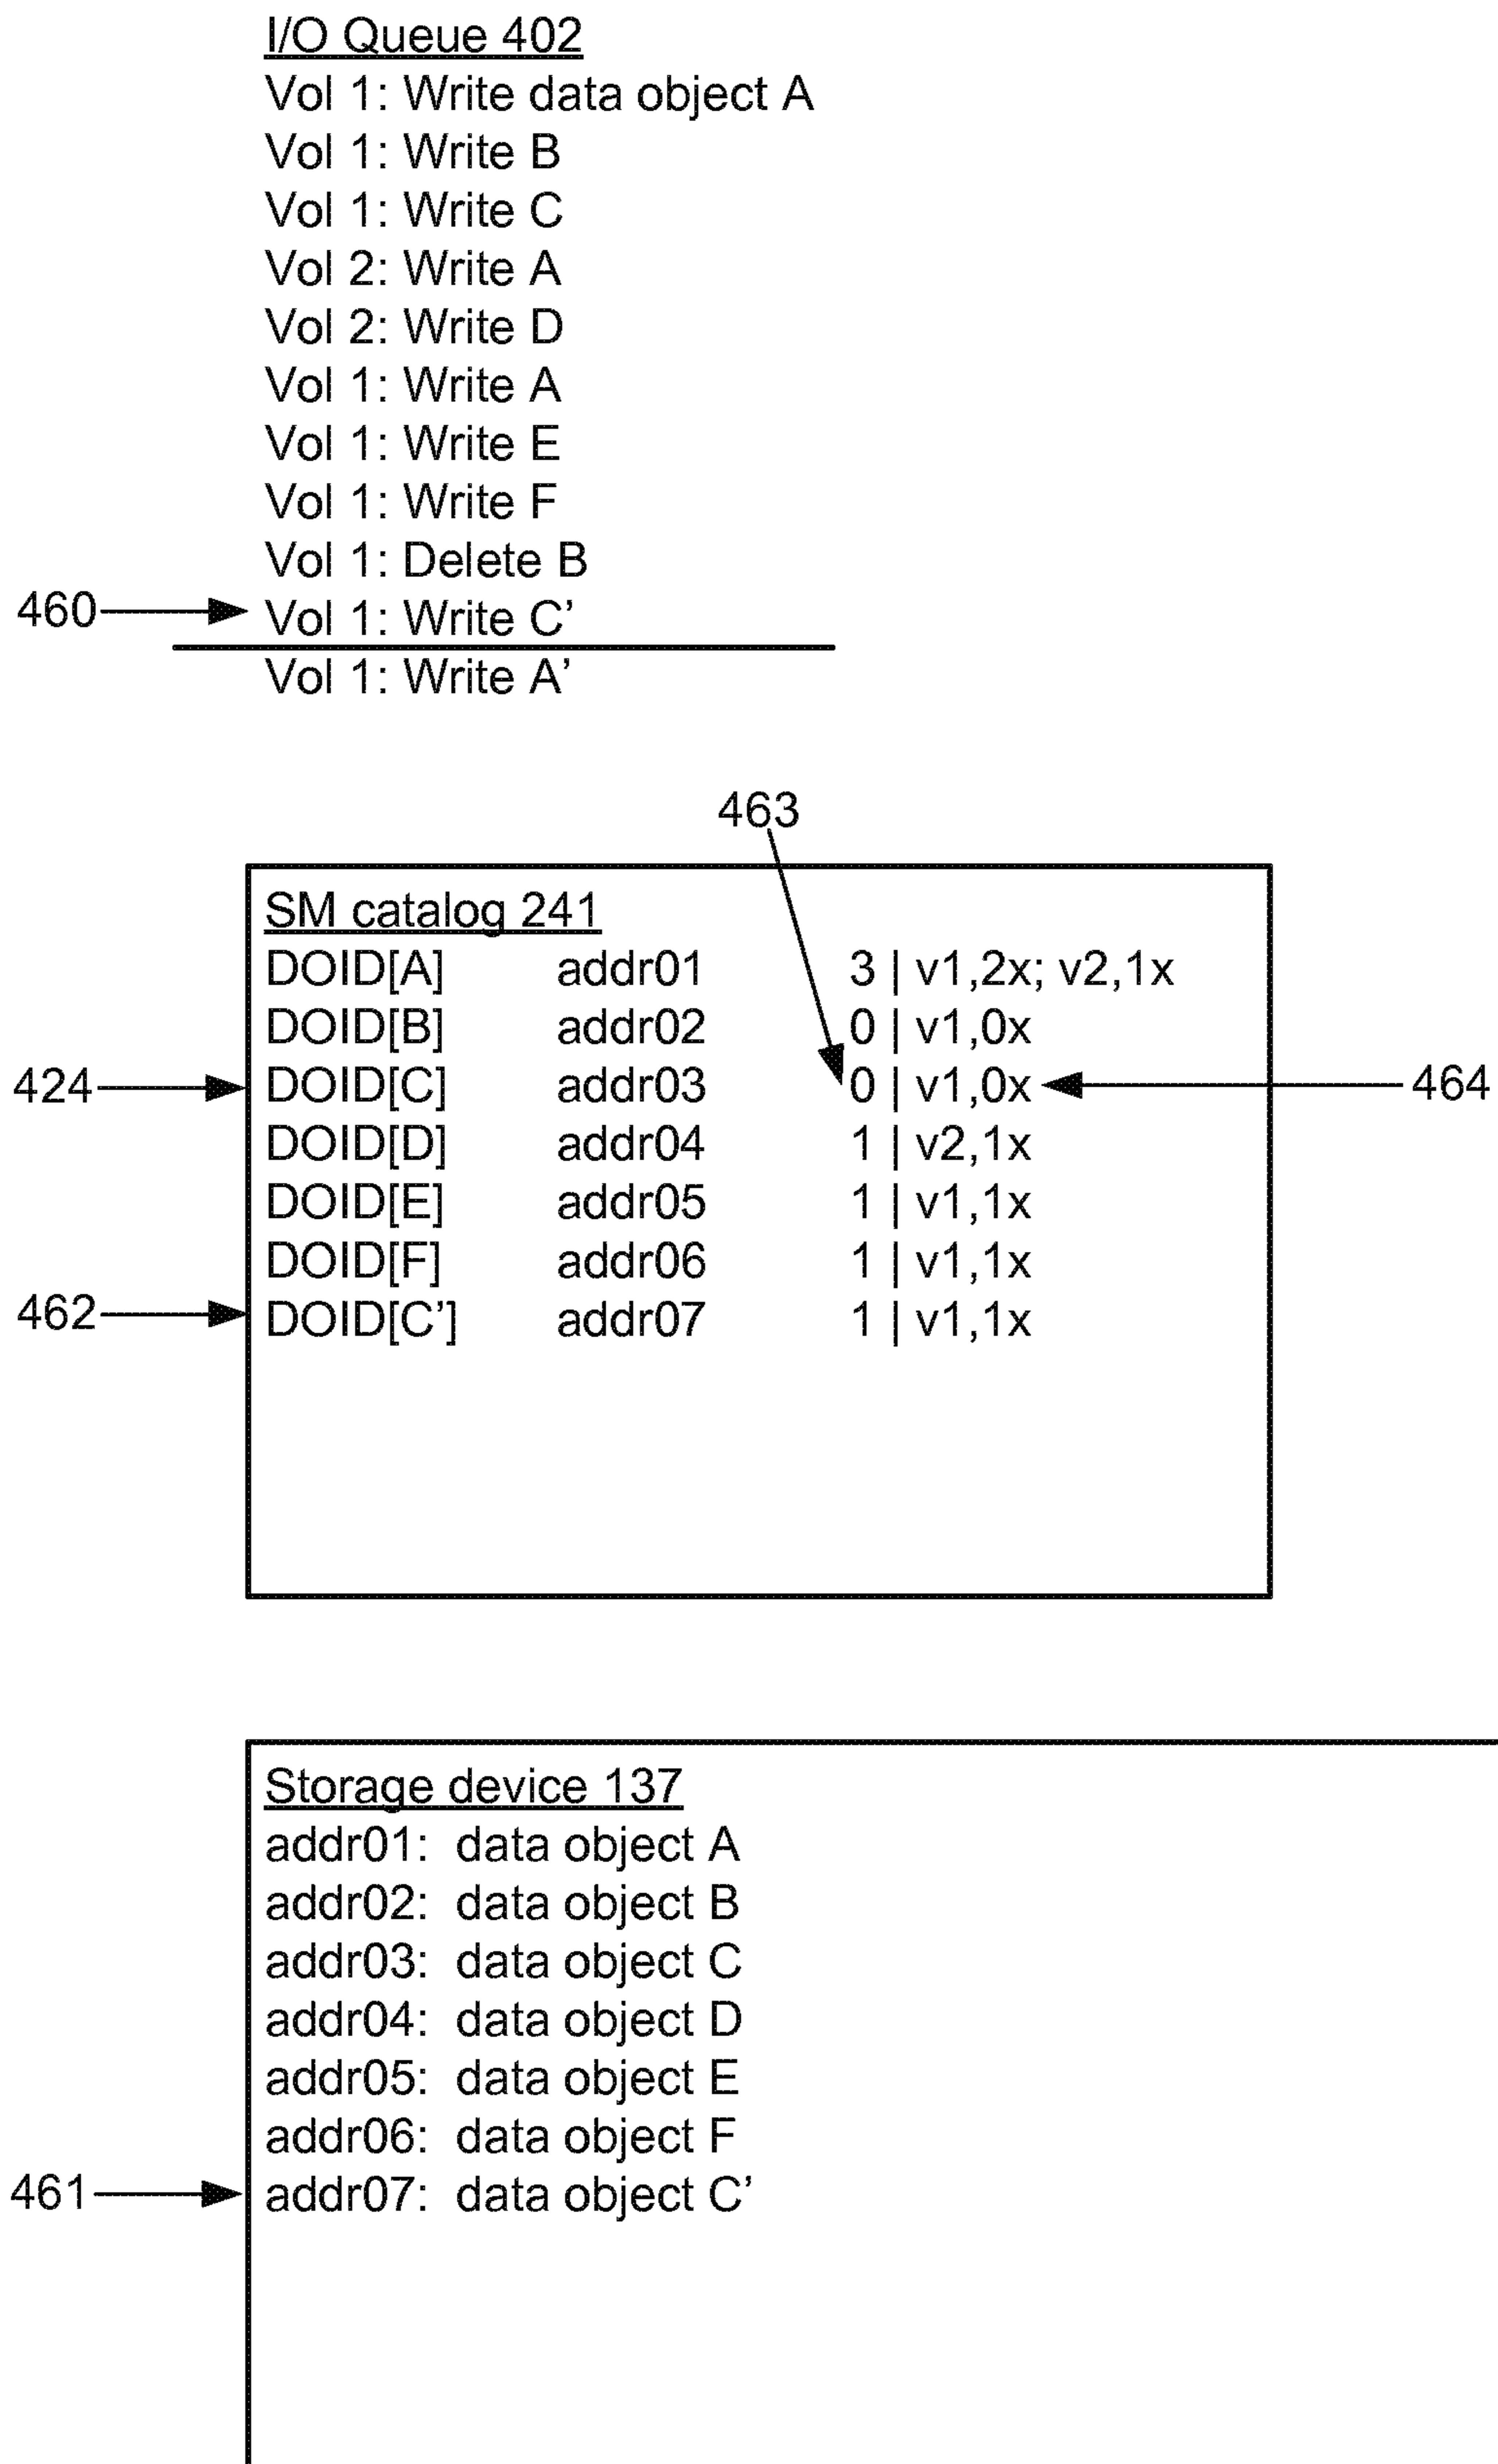 I/O Queue 402
Vol 1: Write data object A
Vol 1: Write B
Vol 1: Write C
Vol 2: Write A
Vol 2: Write D
Vol 1: Write A
Vol 1: Write E
Vol 1: Write F
Vol 1: Delete B
460 Vol 1: Write C’
Vol 1: Write A’
463
SM catalog 241
DOID[A] addr01 3 | v1,2x; v2,1x
DOID[B] addr02 0 | v1,0x
424 DOID[C] addr03 0 | v1,0x 464
DOID[D] addr04 1 | v2,1x
DOID[E] addr05 1 | v1,1x
DOID[F] addr06 1 | v1,1x
462 DOID[C’] addr07 1 | v1,1x
Storage device 137
addr01: data object A
addr02: data object B
addr03: data object C
addr04: data object D
addr05: data object E
addr06: data object F
461 addr07: data object C’